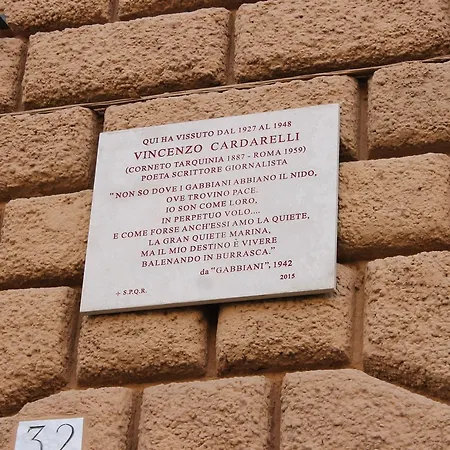 QUI HA VISSUTO DAL 1927 AL 1948
VINCENZO CARDARELLI
(CORNETO TARQUINIA 1887 - ROMA 1959)
POETA SCRITTORE GIORNALISTA
"NON SO DOVE I GABBIANI ABBIANO IL NIDO,
OVE TROVINO PACE.
IO SON COME LORO,
IN PERPETUO VOLO....
E COME FORSE ANCH'ESSI AMO LA QUIETE,
LA GRAN QUIETE MARINA,
MA IL MIO DESTINO È VIVERE
BALENANDO IN BURRASCA."
da "GABBIANI", 1942
+ S.P.Q.R.
2015
32